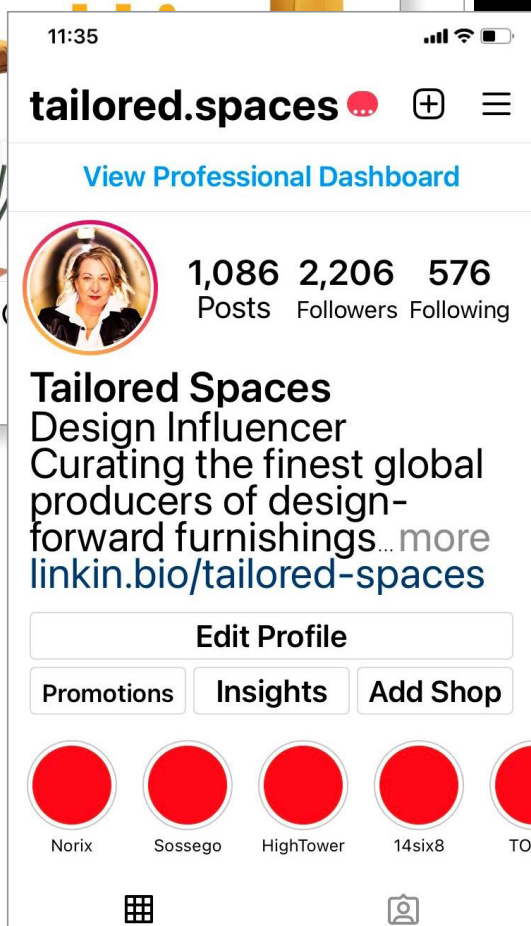 11:35
tailored.spaces
View Professional Dashboard
1,086 2,206 576
Posts Followers Following
Tailored Spaces
Design Influencer
Curating the finest global
producers of design-
forward furnishings... more
linkin.bio/tailored-spaces
Edit Profile
Promotions Insights Add Shop
Norix Sossego HighTower 14six8 TO